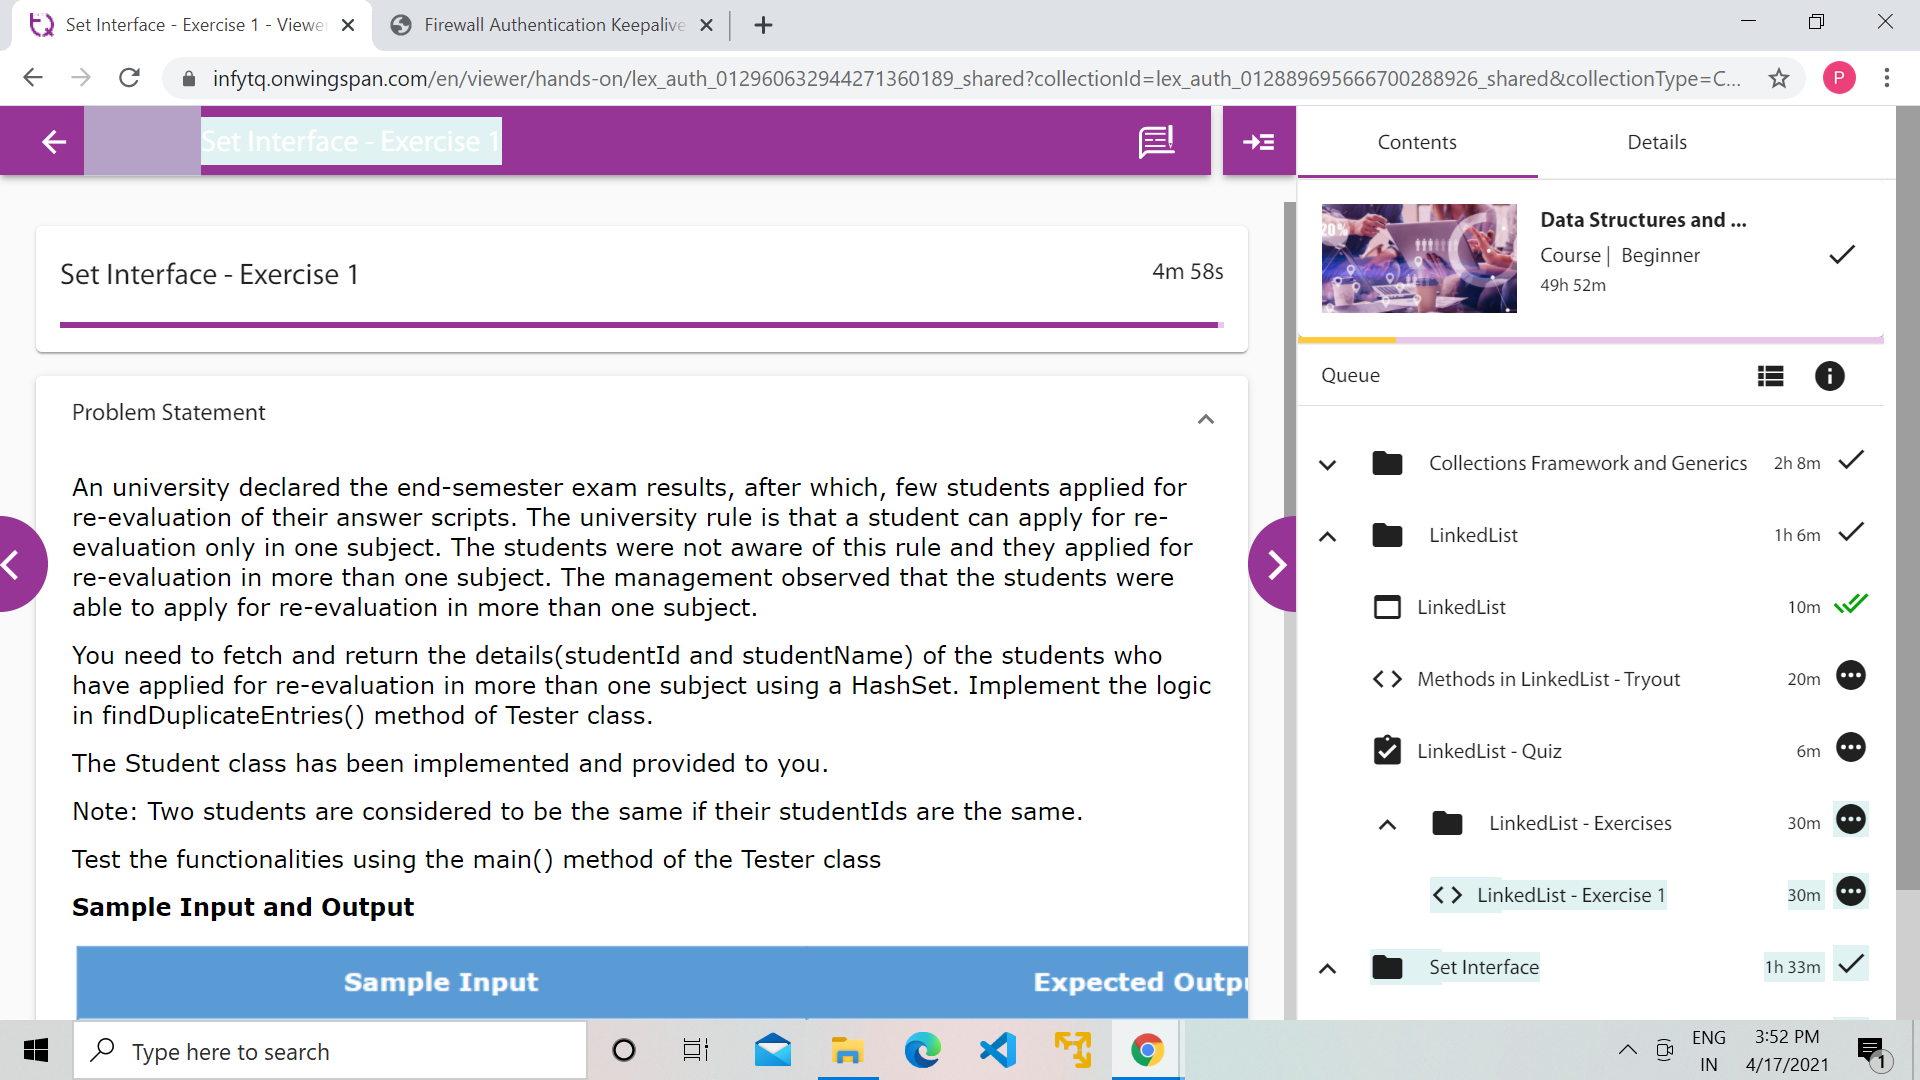 Set Interface - Exercise 1 - Viewe
Firewall Authentication Keepalive
infytq.onwingspan.com/en/viewer/hands-on/lex_auth_012960632944271360189_shared?collectionId=lex_auth_012889695666700288926_shared&collectionType=C...
P
Set Interface - Exercise 1
Contents
Details
Set Interface - Exercise 1
4m 58s
20%
Data Structures and ...
Course | Beginner
49h 52m
Queue
Problem Statement
An university declared the end-semester exam results, after which, few students applied for
re-evaluation of their answer scripts. The university rule is that a student can apply for re-
evaluation only in one subject. The students were not aware of this rule and they applied for
re-evaluation in more than one subject. The management observed that the students were
able to apply for re-evaluation in more than one subject.
You need to fetch and return the details(studentId and studentName) of the students who
have applied for re-evaluation in more than one subject using a HashSet. Implement the logic
in findDuplicateEntries() method of Tester class.
The Student class has been implemented and provided to you.
Note: Two students are considered to be the same if their studentIds are the same.
Test the functionalities using the main() method of the Tester class
Sample Input and Output
Sample Input
Expected Outpu
Collections Framework and Generics 2h 8m
LinkedList 1h 6m
LinkedList 10m
Methods in LinkedList - Tryout 20m
LinkedList - Quiz 6m
LinkedList - Exercises 30m
LinkedList - Exercise 1 30m
Set Interface 1h 33m
Type here to search
ENG
IN
3:52 PM
4/17/2021
1